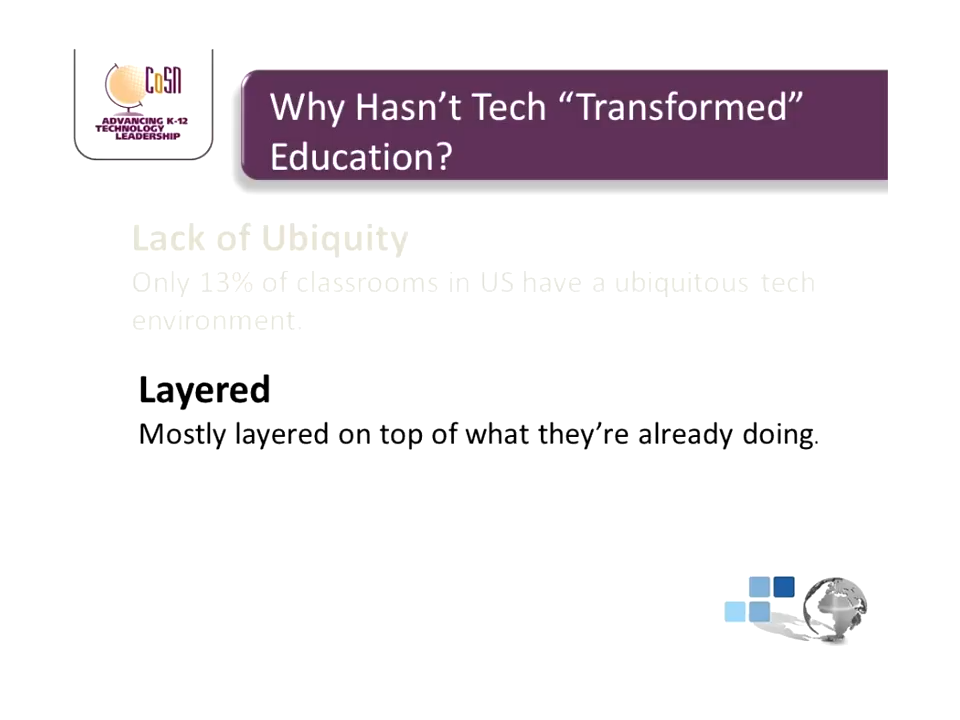 CoSN
ADVANCING K-12
TECHNOLOGY
LEADERSHIP
Why Hasn’t Tech “Transformed”
Education?
Lack of Ubiquity
Only 13% of classrooms in US have a ubiquitous tech
environment.
Layered
Mostly layered on top of what they’re already doing.